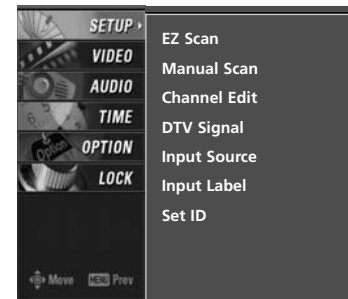 SETUP
VIDEO
AUDIO
TIME
OPTION
LOCK
Move MENU Prev
EZ Scan
Manual Scan
Channel Edit
DTV Signal
Input Source
Input Label
Set ID